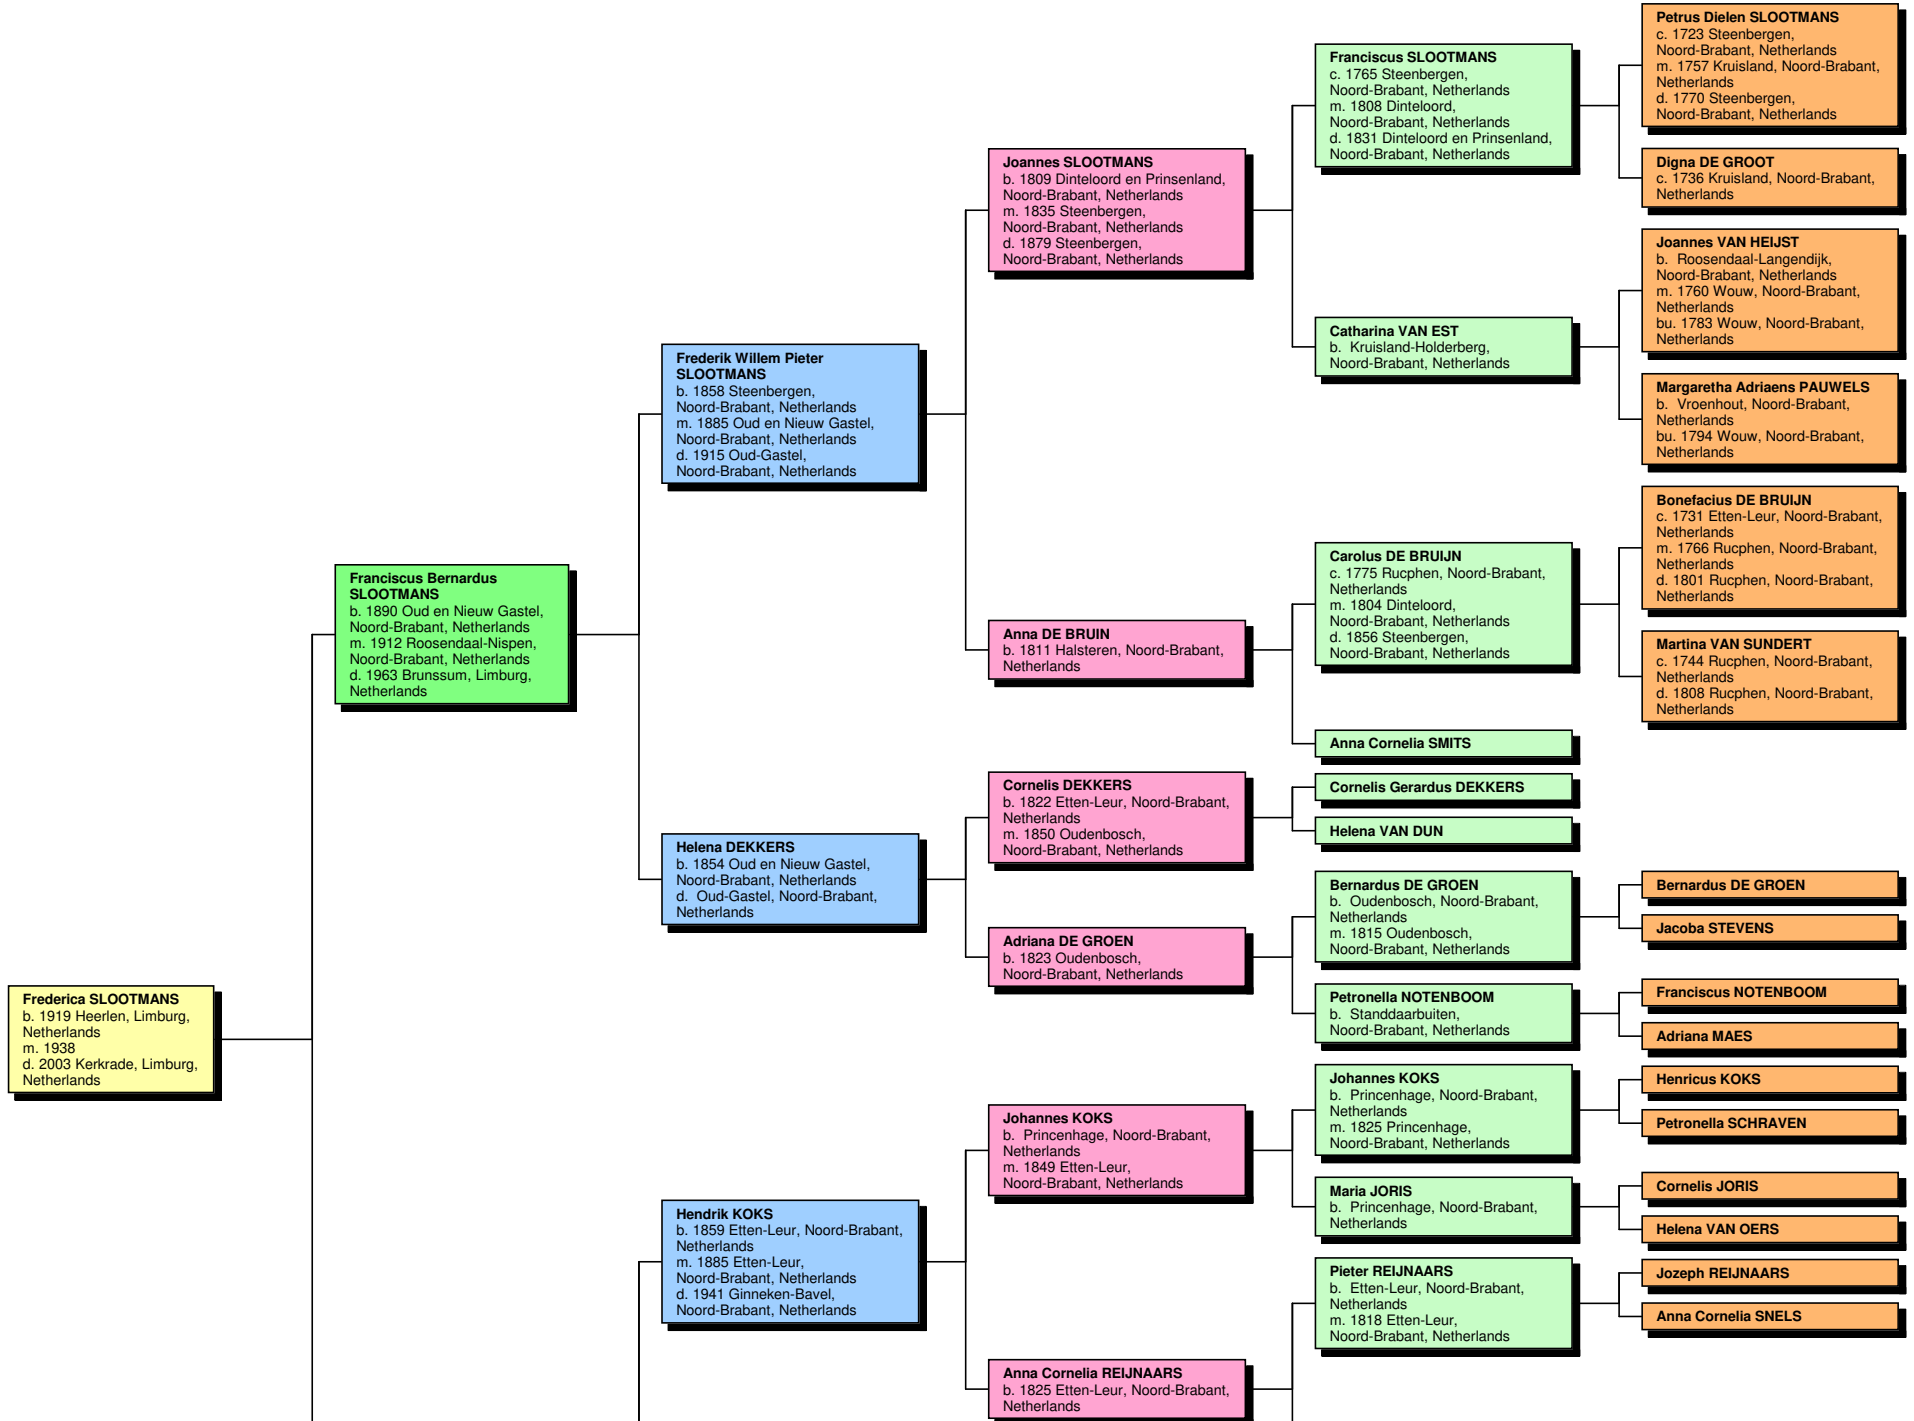 Frederica SLOOTMANS
b. 1919 Heerlen, Limburg,
Netherlands
m. 1938
d. 2003 Kerkrade, Limburg,
Netherlands
Franciscus Bernardus
SLOOTMANS
b. 1890 Oud en Nieuw Gastel,
Noord-Brabant, Netherlands
m. 1912 Roosendaal-Nispen,
Noord-Brabant, Netherlands
d. 1963 Brunssum, Limburg,
Netherlands
Frederik Willem Pieter
SLOOTMANS
b. 1858 Steenbergen,
Noord-Brabant, Netherlands
m. 1885 Oud en Nieuw Gastel,
Noord-Brabant, Netherlands
d. 1915 Oud-Gastel,
Noord-Brabant, Netherlands
Helena DEKKERS
b. 1854 Oud en Nieuw Gastel,
Noord-Brabant, Netherlands
d. Oud-Gastel, Noord-Brabant,
Netherlands
Hendrik KOKS
b. 1859 Etten-Leur, Noord-Brabant,
Netherlands
m. 1885 Etten-Leur,
Noord-Brabant, Netherlands
d. 1941 Ginneken-Bavel,
Noord-Brabant, Netherlands
Joannes SLOOTMANS
b. 1809 Dinteloord en Prinsenland,
Noord-Brabant, Netherlands
m. 1835 Steenbergen,
Noord-Brabant, Netherlands
d. 1879 Steenbergen,
Noord-Brabant, Netherlands
Anna DE BRUIN
b. 1811 Halsteren, Noord-Brabant,
Netherlands
Cornelis DEKKERS
b. 1822 Etten-Leur, Noord-Brabant,
Netherlands
m. 1850 Oudenbosch,
Noord-Brabant, Netherlands
Adriana DE GROEN
b. 1823 Oudenbosch,
Noord-Brabant, Netherlands
Johannes KOKS
b. Princenhage, Noord-Brabant,
Netherlands
m. 1849 Etten-Leur,
Noord-Brabant, Netherlands
Anna Cornelia REIJNAARS
b. 1825 Etten-Leur, Noord-Brabant,
Netherlands
Franciscus SLOOTMANS
c. 1765 Steenbergen,
Noord-Brabant, Netherlands
m. 1808 Dinteloord,
Noord-Brabant, Netherlands
d. 1831 Dinteloord en Prinsenland,
Noord-Brabant, Netherlands
Catharina VAN EST
b. Kruisland-Holderberg,
Noord-Brabant, Netherlands
Carolus DE BRUIJN
c. 1775 Rucphen, Noord-Brabant,
Netherlands
m. 1804 Dinteloord,
Noord-Brabant, Netherlands
d. 1856 Steenbergen,
Noord-Brabant, Netherlands
Anna Cornelia SMITS
Cornelis Gerardus DEKKERS
Helena VAN DUN
Bernardus DE GROEN
b. Oudenbosch, Noord-Brabant,
Netherlands
m. 1815 Oudenbosch,
Noord-Brabant, Netherlands
Petronella NOTENBOOM
b. Standdaarbuiten,
Noord-Brabant, Netherlands
Johannes KOKS
b. Princenhage, Noord-Brabant,
Netherlands
m. 1825 Princenhage,
Noord-Brabant, Netherlands
Maria JORIS
b. Princenhage, Noord-Brabant,
Netherlands
Pieter REIJNAARS
b. Etten-Leur, Noord-Brabant,
Netherlands
m. 1818 Etten-Leur,
Noord-Brabant, Netherlands
Petrus Dielen SLOOTMANS
c. 1723 Steenbergen,
Noord-Brabant, Netherlands
m. 1757 Kruisland, Noord-Brabant,
Netherlands
d. 1770 Steenbergen,
Noord-Brabant, Netherlands
Digna DE GROOT
c. 1736 Kruisland, Noord-Brabant,
Netherlands
Joannes VAN HEIJST
b. Roosendaal-Langendijk,
Noord-Brabant, Netherlands
m. 1760 Wouw, Noord-Brabant,
Netherlands
bu. 1783 Wouw, Noord-Brabant,
Netherlands
Margaretha Adriaens PAUWELS
b. Vroenhout, Noord-Brabant,
Netherlands
bu. 1794 Wouw, Noord-Brabant,
Netherlands
Bonefacius DE BRUIJN
c. 1731 Etten-Leur, Noord-Brabant,
Netherlands
m. 1766 Rucphen, Noord-Brabant,
Netherlands
d. 1801 Rucphen, Noord-Brabant,
Netherlands
Martina VAN SUNDERT
c. 1744 Rucphen, Noord-Brabant,
Netherlands
d. 1808 Rucphen, Noord-Brabant,
Netherlands
Bernardus DE GROEN
Jacoba STEVENS
Franciscus NOTENBOOM
Adriana MAES
Henricus KOKS
Petronella SCHRAVEN
Cornelis JORIS
Helena VAN OERS
Jozeph REIJNAARS
Anna Cornelia SNELS